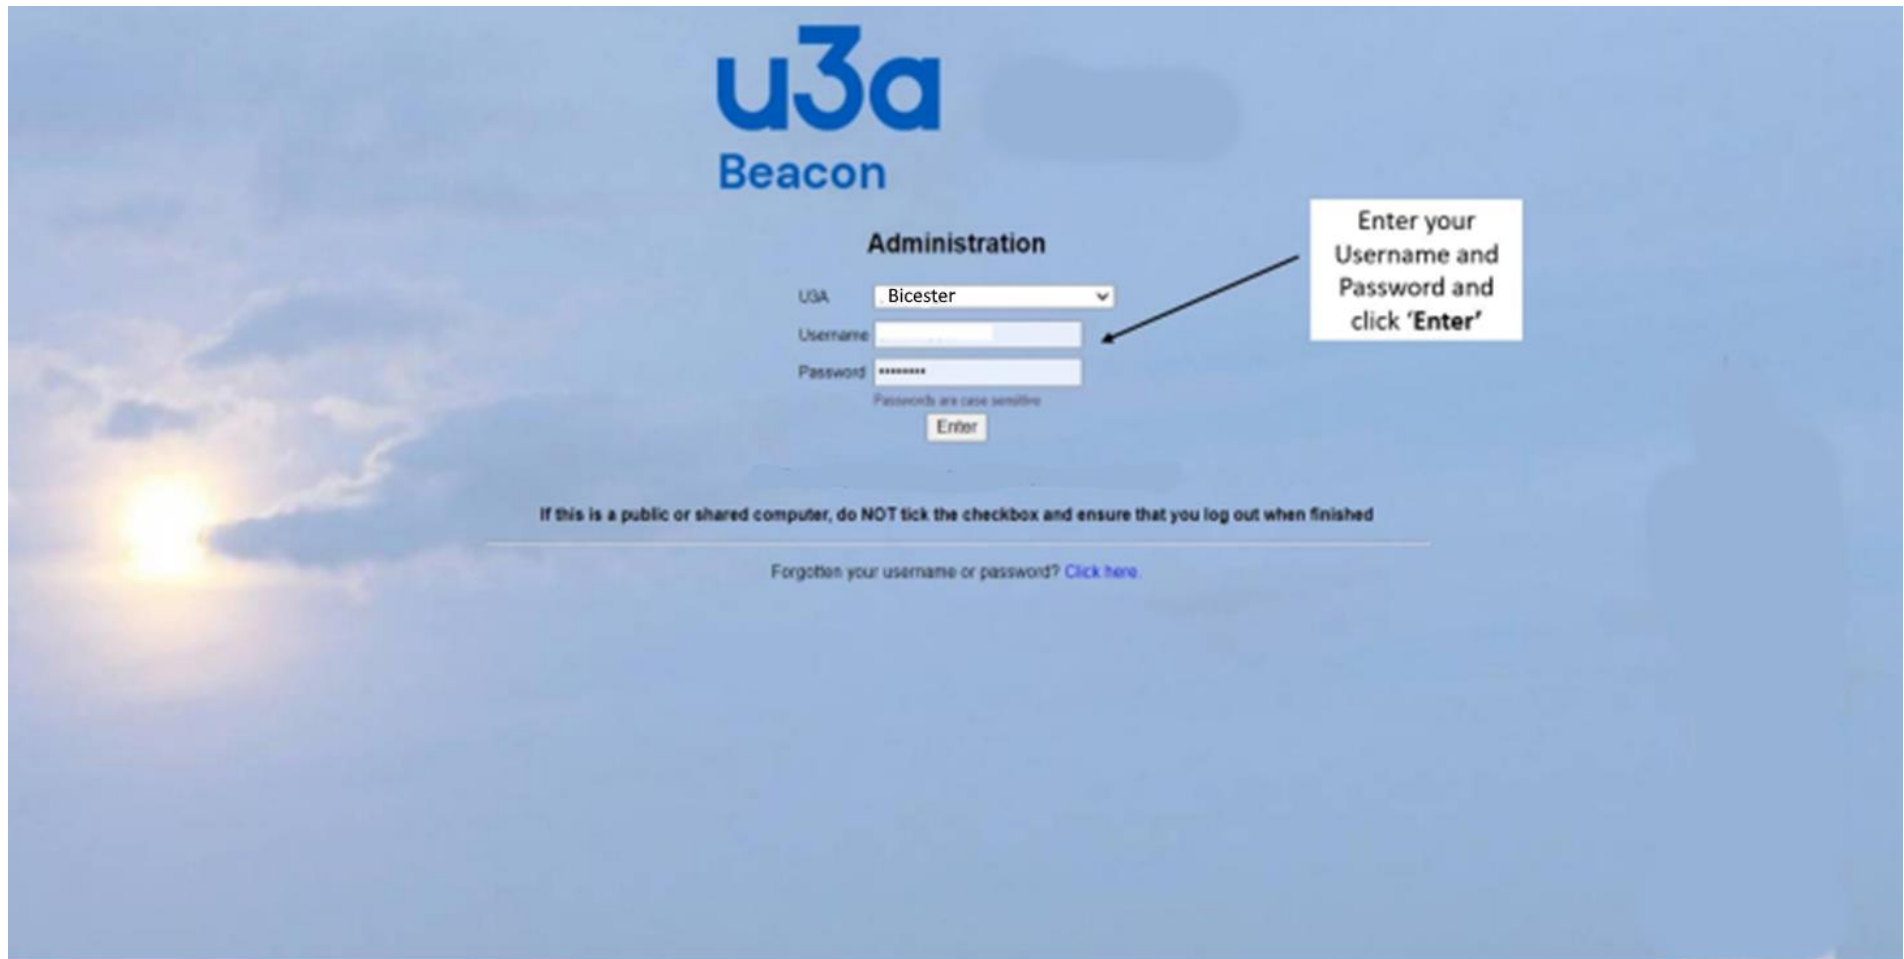 u3a
Beacon
Administration
U3A Bicester
Username
Password ••••••••
Passwords are case sensitive
Enter
Enter your
Username and
Password and
click ‘Enter’
If this is a public or shared computer, do NOT tick the checkbox and ensure that you log out when finished
Forgotten your username or password? Click here.